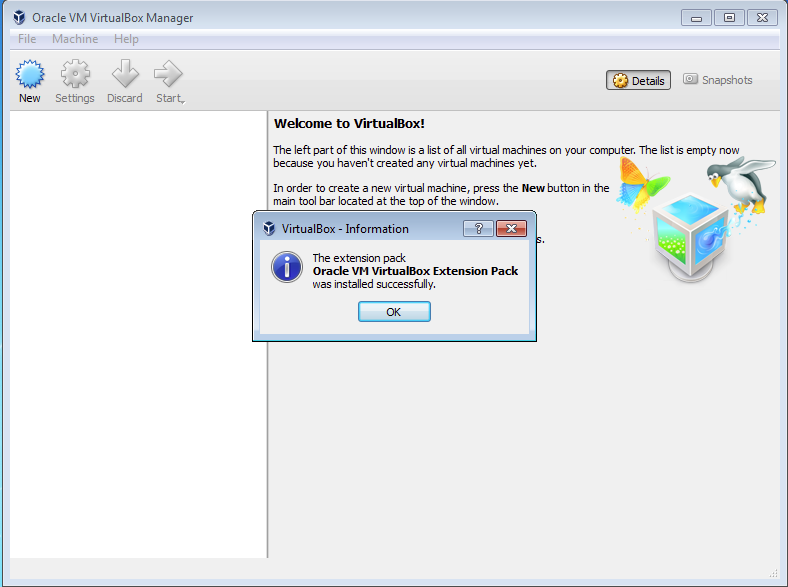 Oracle VM VirtualBox Manager
File Machine Help
New Settings Discard Start
Details Snapshots
Welcome to VirtualBox!
The left part of this window is a list of all virtual machines on your computer. The list is empty now
because you haven't created any virtual machines yet.
In order to create a new virtual machine, press the New button in the
main tool bar located at the top of the window.
s.
VirtualBox - Information
?
The extension pack
Oracle VM VirtualBox Extension Pack
was installed successfully.
OK